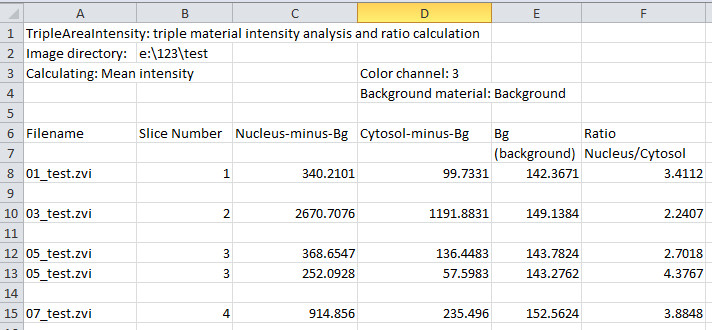 A B C D E F
1 TripleAreaIntensity: triple material intensity analysis and ratio calculation
2 Image directory: e:\123\test
3 Calculating: Mean intensity Color channel: 3
4 Background material: Background
5
6 Filename Slice Number Nucleus-minus-Bg Cytosol-minus-Bg Bg Ratio
7 (background) Nucleus/Cytosol
8 01_test.zvi 1 340.2101 99.7331 142.3671 3.4112
9
10 03_test.zvi 2 2670.7076 1191.8831 149.1384 2.2407
11
12 05_test.zvi 3 368.6547 136.4483 143.7824 2.7018
13 05_test.zvi 3 252.0928 57.5983 143.2762 4.3767
14
15 07_test.zvi 4 914.856 235.496 152.5624 3.8848